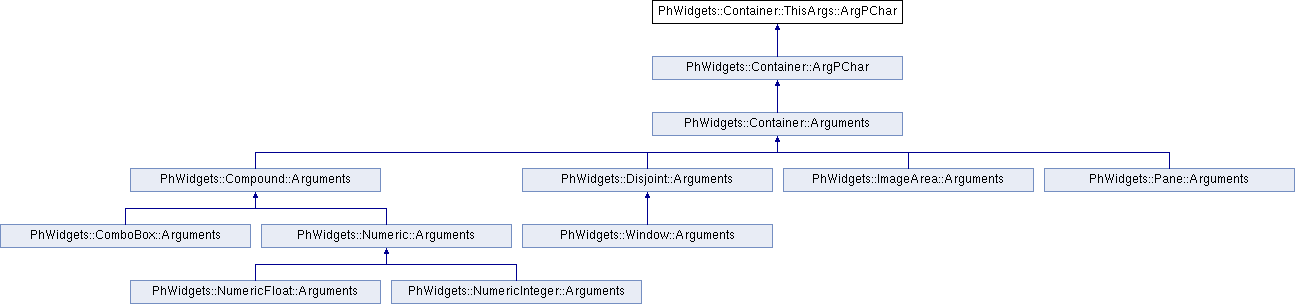 PhWidgets::Container::ThisArgs::ArgPChar
PhWidgets::Container::ArgPChar
PhWidgets::Container::Arguments
PhWidgets::Compound::Arguments
PhWidgets::Disjoint::Arguments
PhWidgets::ImageArea::Arguments
PhWidgets::Pane::Arguments
PhWidgets::ComboBox::Arguments
PhWidgets::Numeric::Arguments
PhWidgets::Window::Arguments
PhWidgets::NumericFloat::Arguments
PhWidgets::NumericInteger::Arguments